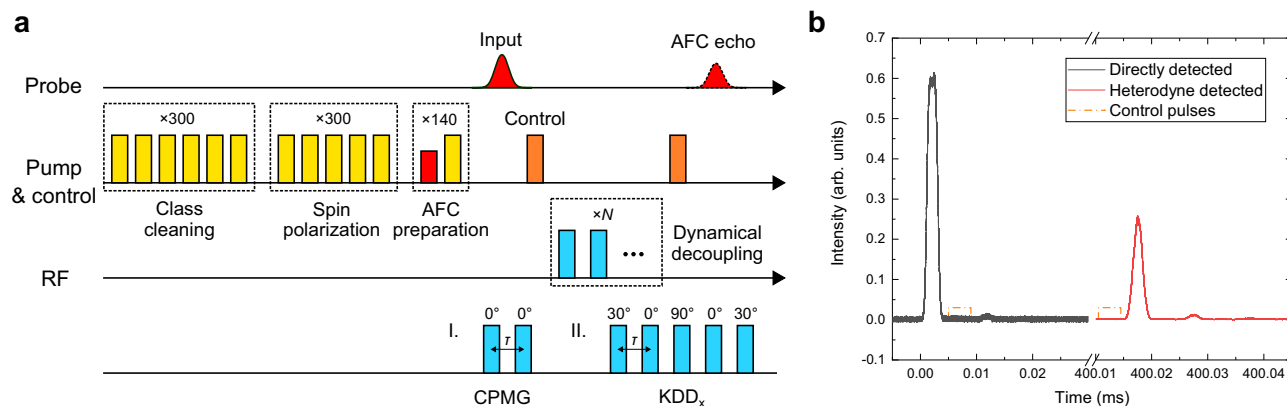 a
Input
AFC echo
Probe
×300
×300
×140
Control
Pump
& control
Class
cleaning
Spin
polarization
AFC
preparation
×N
Dynamical
decoupling
•••
RF
I.
0°
0°
τ
CPMG
II.
30°
0°
90°
0°
30°
τ
KDDx
b
Directly detected
Heterodyne detected
Control pulses
Intensity (arb. units)
0.7
0.6
0.5
0.4
0.3
0.2
0.1
0.0
-0.1
0.00
0.01
0.02
400.01
400.02
400.03
400.04
Time (ms)